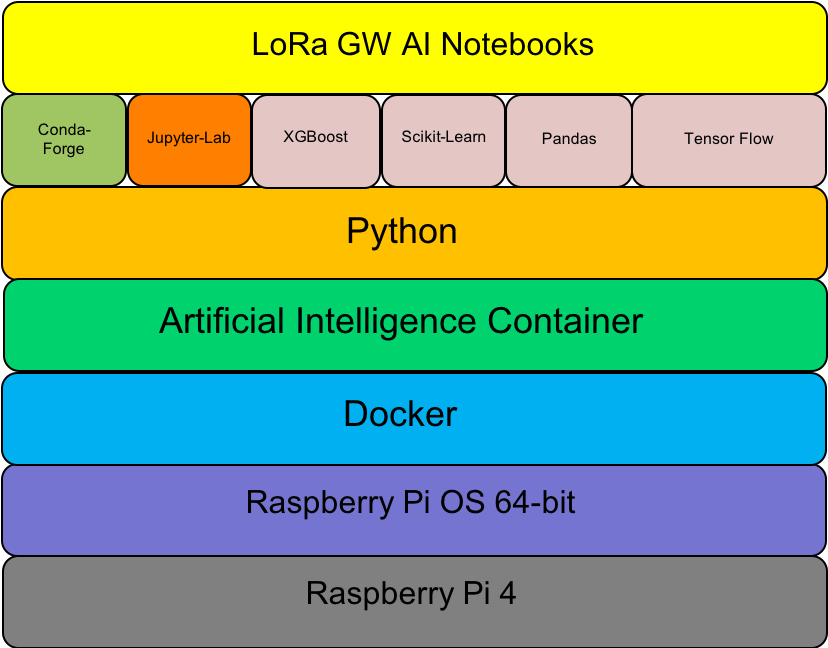 LoRa GW AI Notebooks
Conda-
Forge
Jupyter-Lab
XGBoost
Scikit-Learn
Pandas
Tensor Flow
Python
Artificial Intelligence Container
Docker
Raspberry Pi OS 64-bit
Raspberry Pi 4